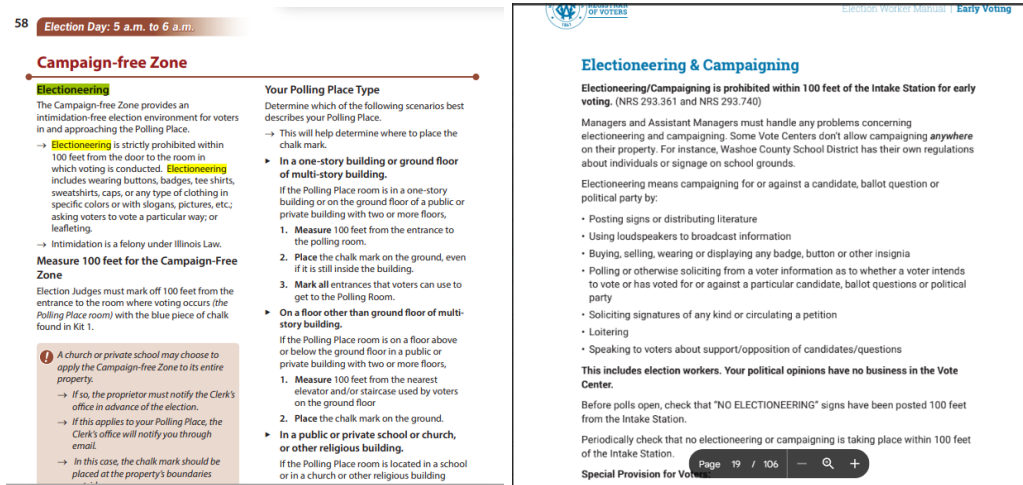 58
Election Day: 5 a.m. to 6 a.m.
Campaign-free Zone
Electioneering
The Campaign-free Zone provides an
intimidation-free election environment for voters
in and approaching the Polling Place.
→ Electioneering is strictly prohibited within
100 feet from the door to the room in
which voting is conducted. Electioneering
includes wearing buttons, badges, tee shirts,
sweatshirts, caps, or any type of clothing in
specific colors or with slogans, pictures, etc.;
asking voters to vote a particular way; or
leafleting.
→ Intimidation is a felony under Illinois Law.
Measure 100 feet for the Campaign-Free
Zone
Election Judges must mark off 100 feet from the
entrance to the room where voting occurs (the
Polling Place room) with the blue piece of chalk
found in Kit 1.
! A church or private school may choose to
apply the Campaign-free Zone to its entire
property.
→ If so, the proprietor must notify the Clerk's
office in advance of the election.
→ If this applies to your Polling Place, the
Clerk's office will notify you through
email.
→ In this case, the chalk mark should be
placed at the property's boundaries
Your Polling Place Type
Determine which of the following scenarios best
describes your Polling Place.
→ This will help determine where to place the
chalk mark.
▶ In a one-story building or ground floor
of multi-story building.
If the Polling Place room is in a one-story
building or on the ground floor of a public or
private building with two or more floors,
1. Measure 100 feet from the entrance to
the polling room.
2. Place the chalk mark on the ground, even
if it is still inside the building.
3. Mark all entrances that voters can use to
get to the Polling Room.
▶ On a floor other than ground floor of multi-
story building.
If the Polling Place room is on a floor above
or below the ground floor in a public or
private building with two or more floors,
1. Measure 100 feet from the nearest
elevator and/or staircase used by voters
on the ground floor
2. Place the chalk mark on the ground.
▶ In a public or private school or church,
or other religious building.
If the Polling Place room is located in a school
or in a church or other religious building
REGISTRAR
OF VOTERS
1861
Election Worker Manual | Early Voting
Electioneering & Campaigning
Electioneering/Campaigning is prohibited within 100 feet of the Intake Station for early
voting. (NRS 293.361 and NRS 293.740)
Managers and Assistant Managers must handle any problems concerning
electioneering and campaigning. Some Vote Centers don't allow campaigning anywhere
on their property. For instance, Washoe County School District has their own regulations
about individuals or signage on school grounds.
Electioneering means campaigning for or against a candidate, ballot question or
political party by:
• Posting signs or distributing literature
• Using loudspeakers to broadcast information
• Buying, selling, wearing or displaying any badge, button or other insignia
• Polling or otherwise soliciting from a voter information as to whether a voter intends
to vote or has voted for or against a particular candidate, ballot questions or political
party
• Soliciting signatures of any kind or circulating a petition
• Loitering
• Speaking to voters about support/opposition of candidates/questions
This includes election workers. Your political opinions have no business in the Vote
Center.
Before polls open, check that "NO ELECTIONEERING" signs have been posted 100 feet
from the Intake Station.
Periodically check that no electioneering or campaigning is taking place within 100 feet
of the Intake Station.
Special Provision for Voters
Page 19 / 106 — +